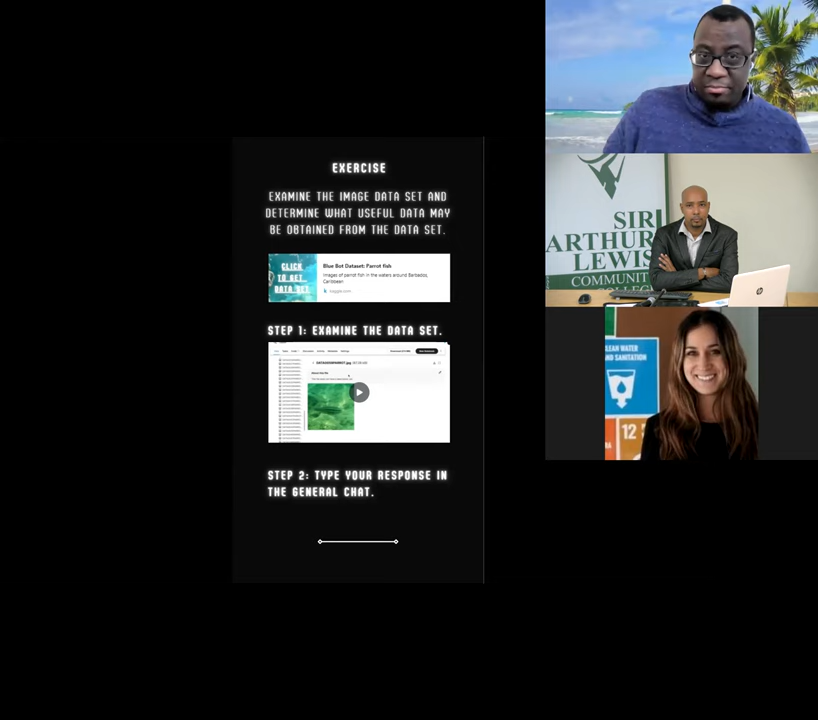 EXERCISE
EXAMINE THE IMAGE DATA SET AND
DETERMINE WHAT USEFUL DATA MAY
BE OBTAINED FROM THE DATA SET.
CLICK
TO GET
DATA SET
Blue Bot Dataset: Parrot fish
Images of parrot fish in the waters around Barbados,
Caribbean
STEP 1: EXAMINE THE DATA SET.
STEP 2: TYPE YOUR RESPONSE IN
THE GENERAL CHAT.
SIR
ARTHUR
LEWIS
COMMUNITY
hp
CLEAN WATER
AND SANITATION
12